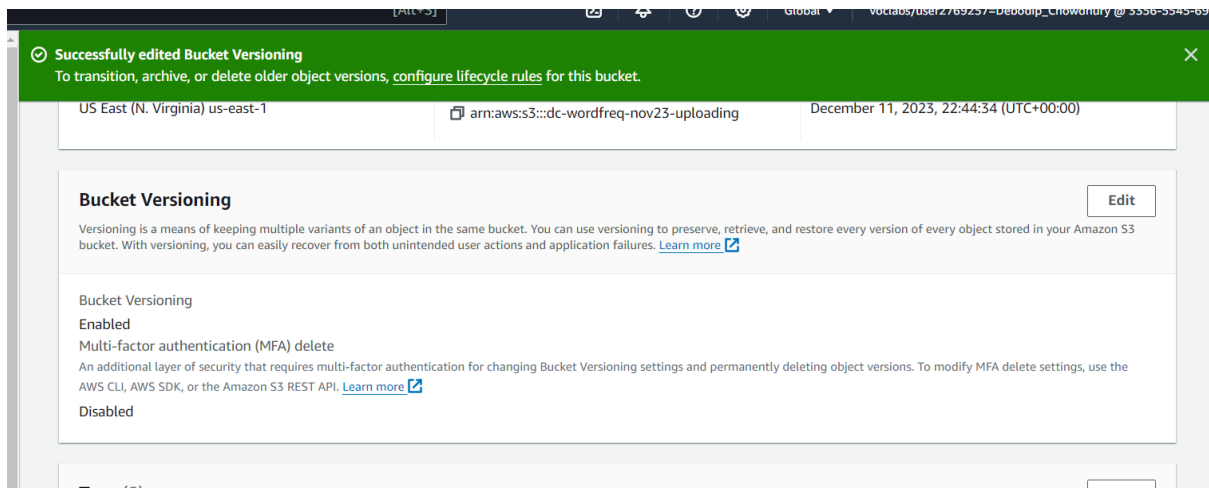 [Alt+S]
Global
voclabs/user2769257=Debodip_Chowdhury @ 3356-5545-69
Successfully edited Bucket Versioning
To transition, archive, or delete older object versions, configure lifecycle rules for this bucket.
US East (N. Virginia) us-east-1
arn:aws:s3:::dc-wordfreq-nov23-uploading
December 11, 2023, 22:44:34 (UTC+00:00)
Bucket Versioning
Edit
Versioning is a means of keeping multiple variants of an object in the same bucket. You can use versioning to preserve, retrieve, and restore every version of every object stored in your Amazon S3
bucket. With versioning, you can easily recover from both unintended user actions and application failures. Learn more
Bucket Versioning
Enabled
Multi-factor authentication (MFA) delete
An additional layer of security that requires multi-factor authentication for changing Bucket Versioning settings and permanently deleting object versions. To modify MFA delete settings, use the
AWS CLI, AWS SDK, or the Amazon S3 REST API. Learn more
Disabled